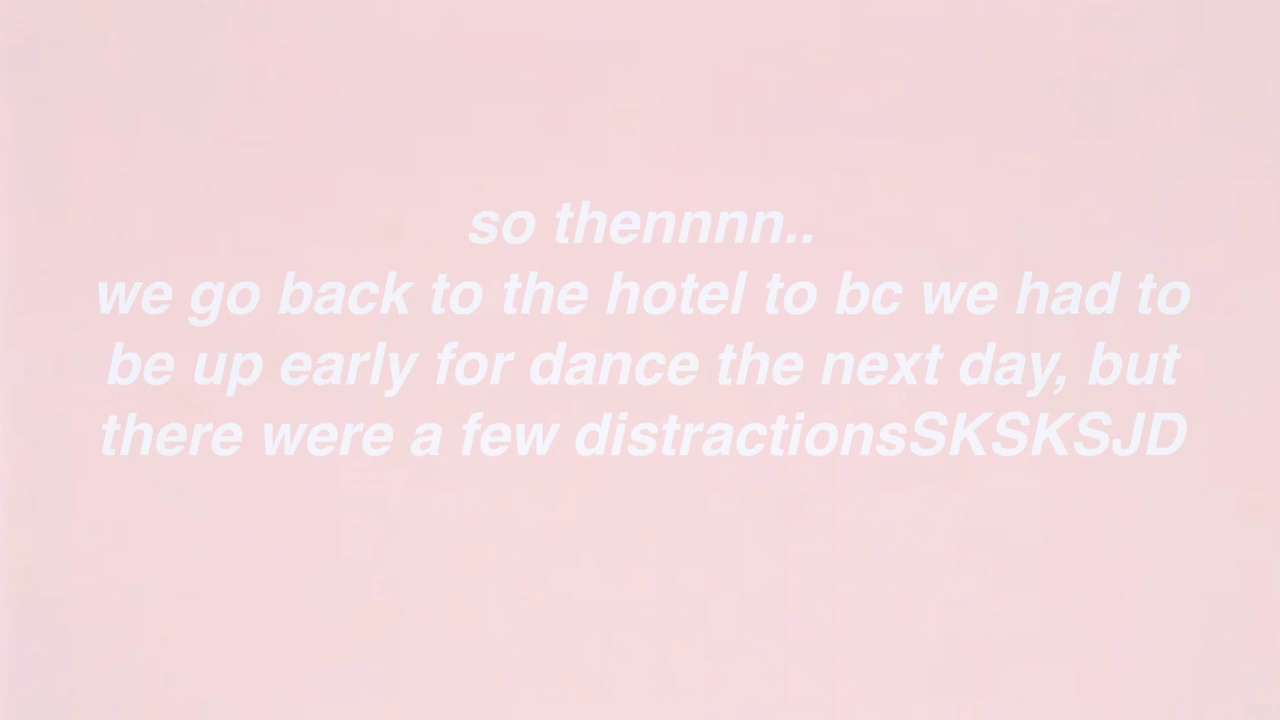 so thennnn..
we go back to the hotel to bc we had to
be up early for dance the next day, but
there were a few distractionsSKSKSJD